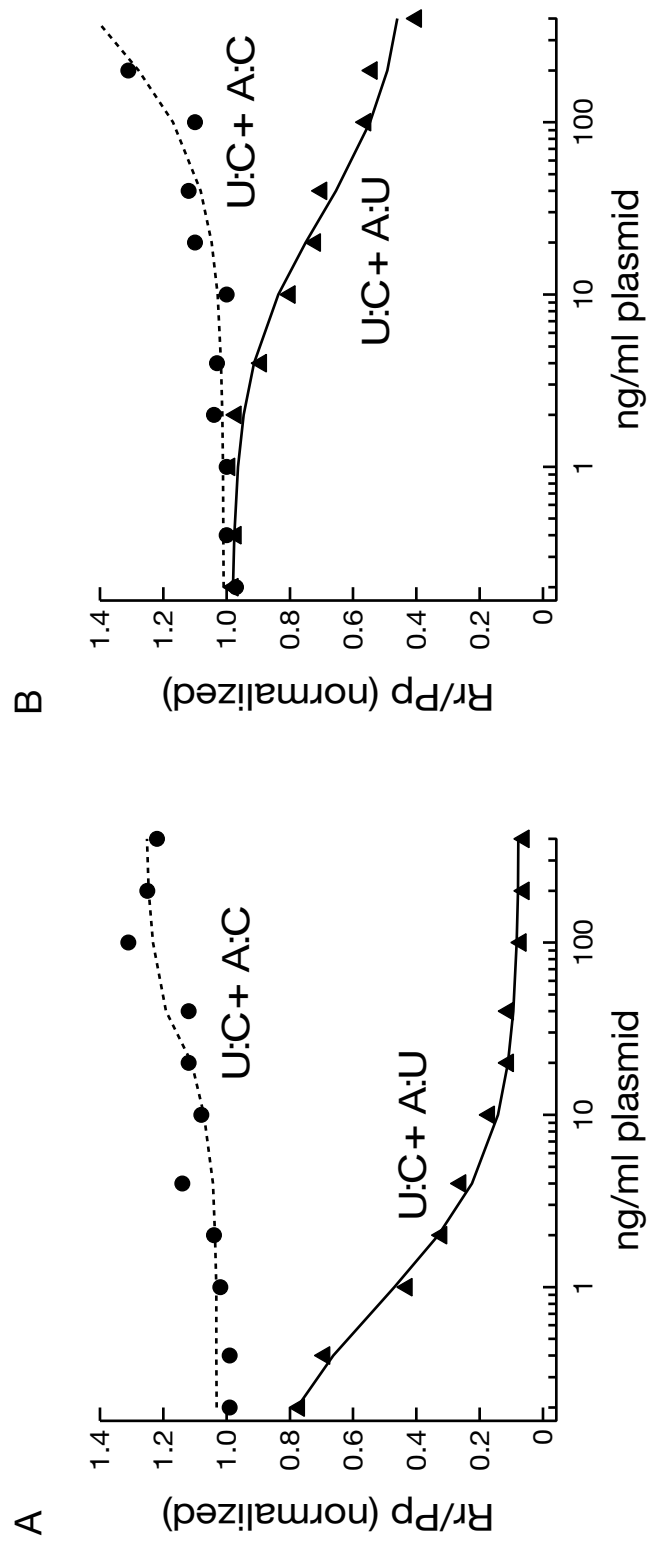 A
Rr/Pp (normalized)
1.4
1.2
1.0
0.8
0.6
0.4
0.2
0
U:C+ A:C
U:C+ A:U
1
10
100
ng/ml plasmid
B
Rr/Pp (normalized)
1.4
1.2
1.0
0.8
0.6
0.4
0.2
0
U:C+ A:C
U:C+ A:U
1
10
100
ng/ml plasmid